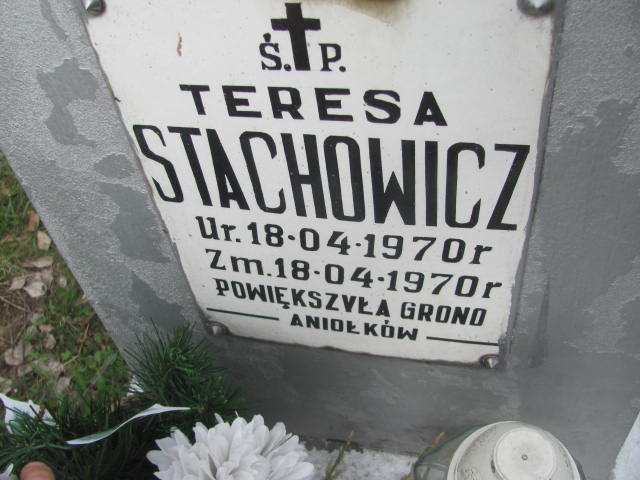 Ś. P.
TERESA
STACHOWICZ
Ur. 18·04·1970r
Zm. 18·04·1970r
POWIĘKSZYŁA GRONO
ANIOŁKÓW